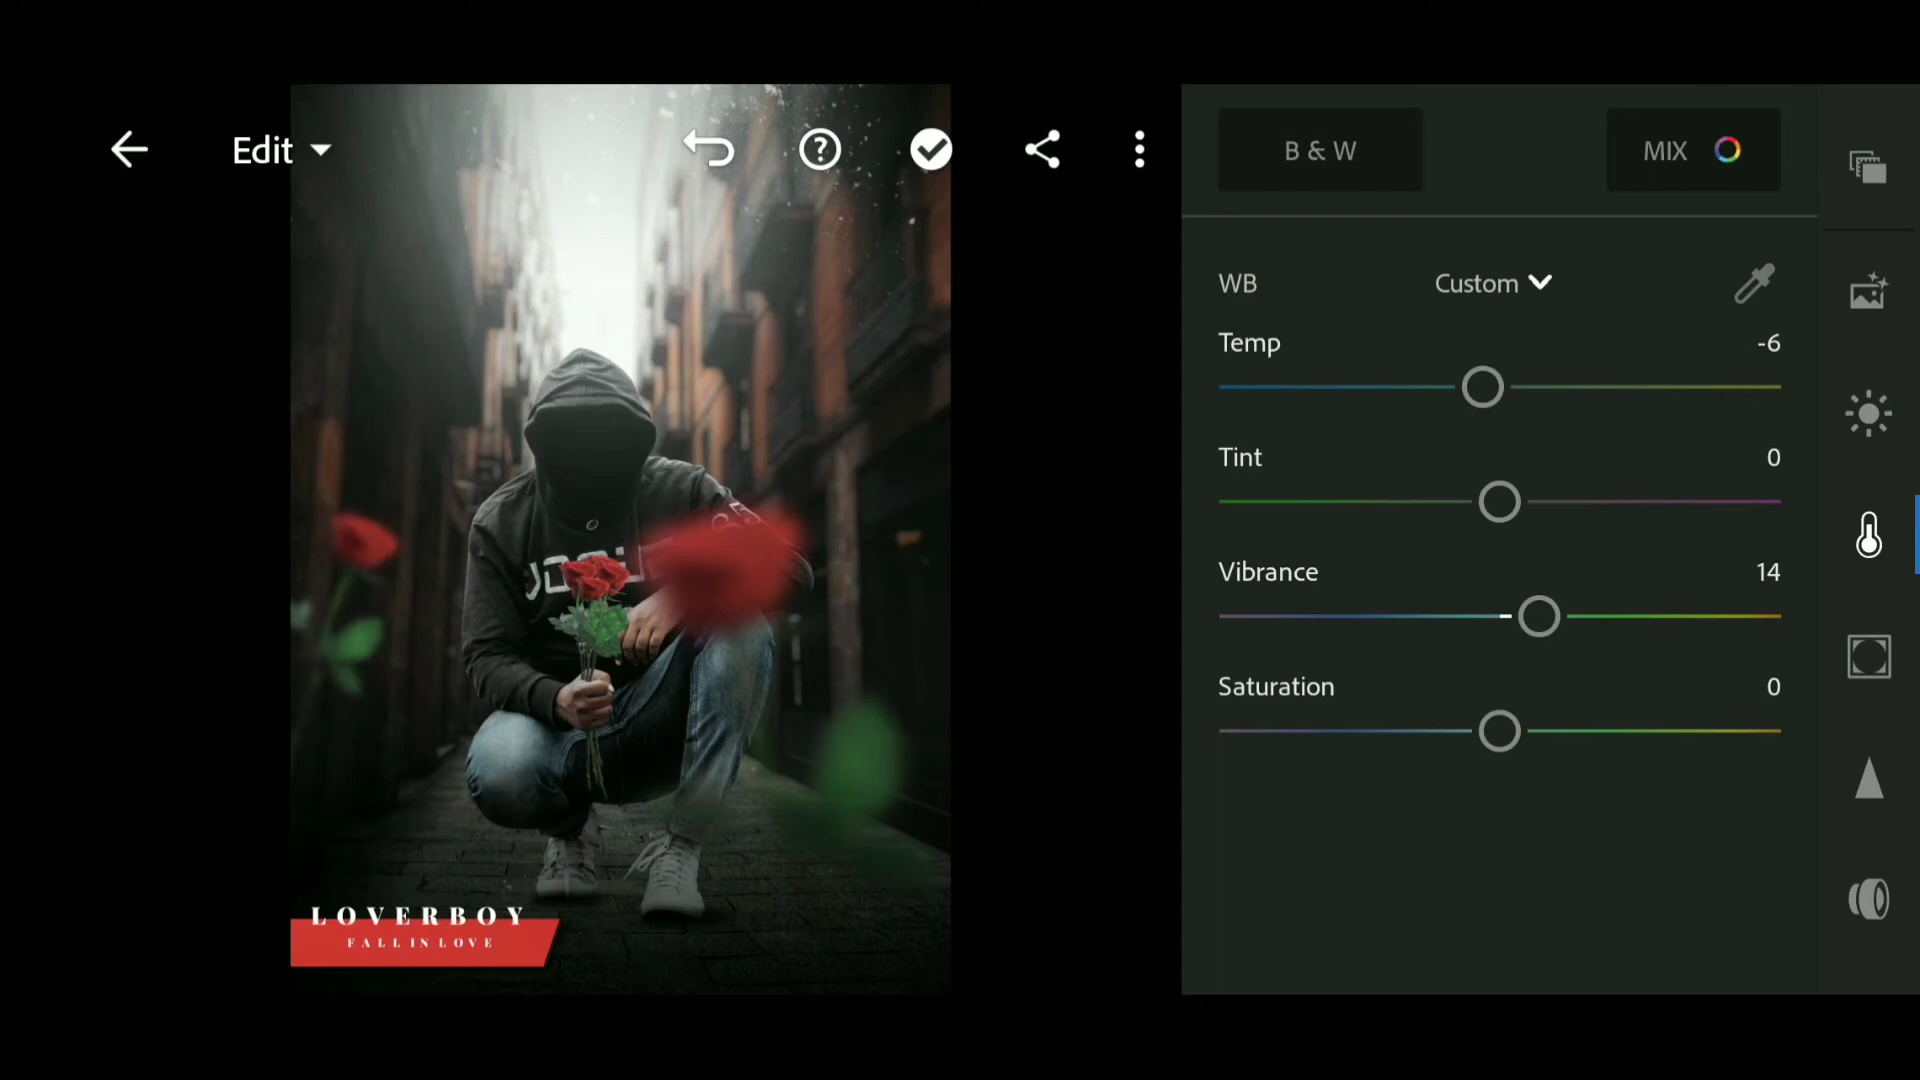 Edit
B & W
MIX
WB
Custom
Temp
-6
Tint
0
Vibrance
14
Saturation
0
LOVERBOY
FALL IN LOVE